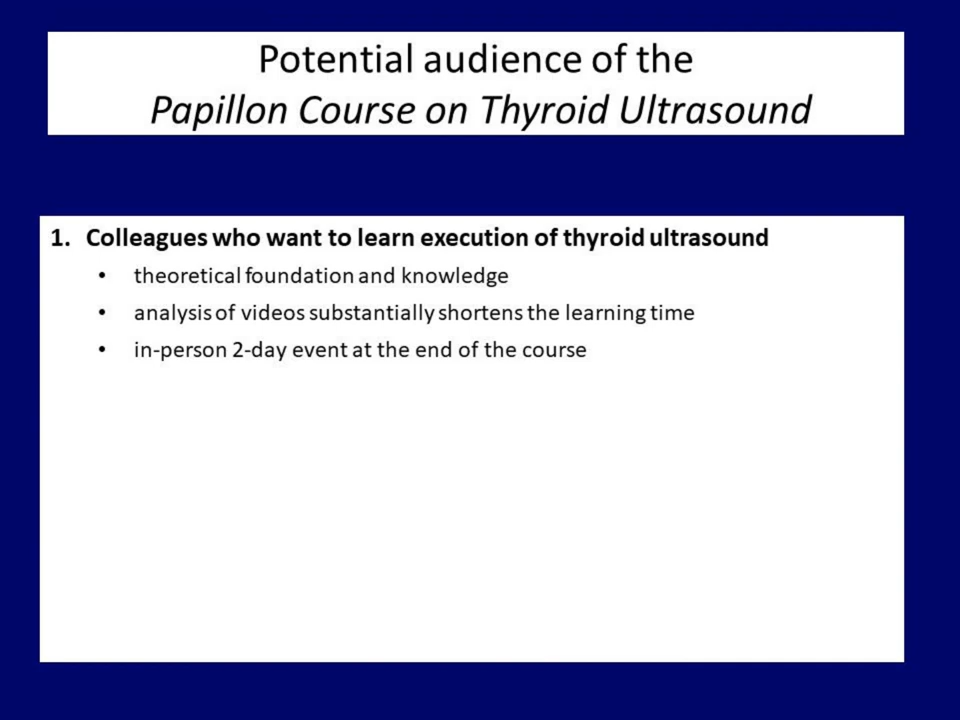 Potential audience of the
Papillon Course on Thyroid Ultrasound
1. Colleagues who want to learn execution of thyroid ultrasound
• theoretical foundation and knowledge
• analysis of videos substantially shortens the learning time
• in-person 2-day event at the end of the course